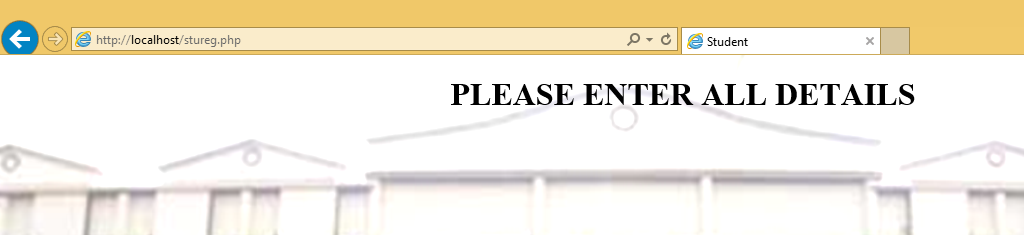 http://localhost/stureg.php
Student
PLEASE ENTER ALL DETAILS